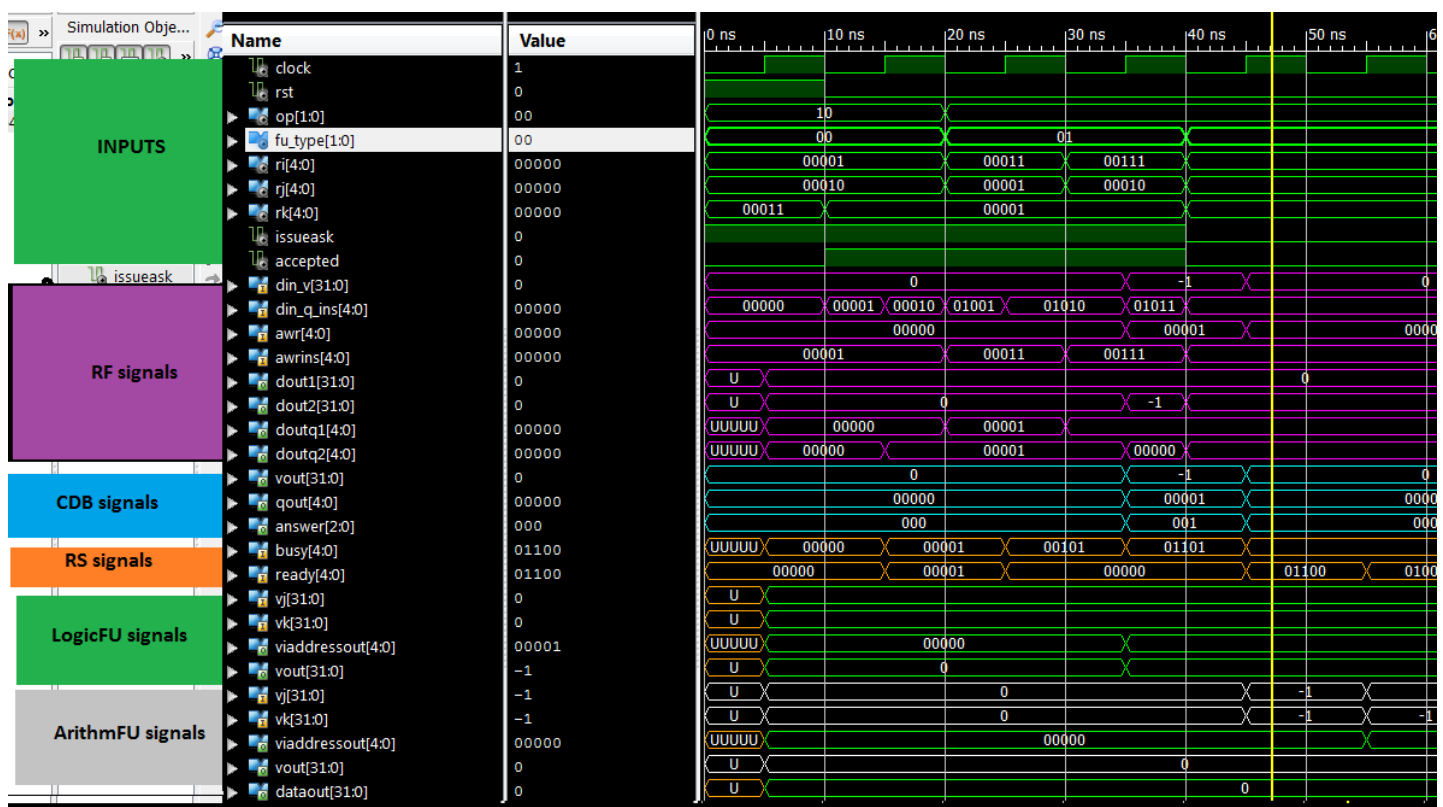 Simulation Obje...
Name Value 0 ns 10 ns 20 ns 30 ns 40 ns 50 ns
INPUTS
clock 1
rst 0
op[1:0] 00 10
fu_type[1:0] 00 00 01
ri[4:0] 00000 00001 00011 00111
rj[4:0] 00000 00010 00001 00010
rk[4:0] 00000 00011 00001
issueask 0
accepted 0
issueask
RF signals
din_v[31:0] 0 0 -1 0
din_q_ins[4:0] 00000 00000 00001 00010 01001 01010 01011
awr[4:0] 00000 00000 00001 0000
awrins[4:0] 00000 00001 00011 00111
dout1[31:0] 0 U 0
dout2[31:0] 0 U 0 -1
doutq1[4:0] 00000 UUUUU 00000 00001
doutq2[4:0] 00000 UUUUU 00000 00001 00000
CDB signals
vout[31:0] 0 0 -1 0
qout[4:0] 00000 00000 00001 0000
answer[2:0] 000 000 001 000
RS signals
busy[4:0] 01100 UUUUU 00000 00001 00101 01101
ready[4:0] 01100 00000 00001 00000 01100 0100
LogicFU signals
vj[31:0] 0 U
vk[31:0] 0 U
viaddressout[4:0] 00001 UUUUU 00000
vout[31:0] -1 U 0
ArithmFU signals
vj[31:0] -1 U 0 -1
vk[31:0] -1 U 0 -1 -1
viaddressout[4:0] 00000 UUUUU 00000
vout[31:0] 0 U 0
dataout[31:0] 0 U 0